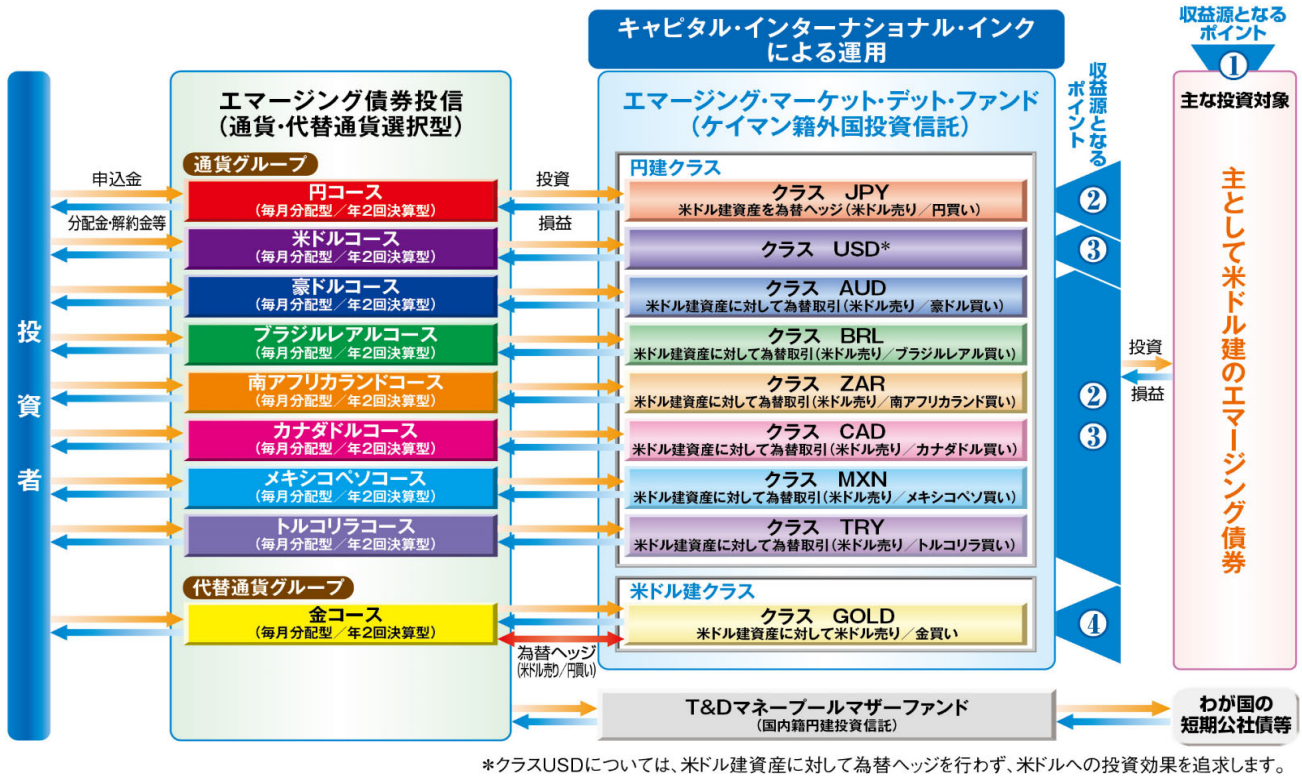 キャピタル・インターナショナル・インク
による運用
収益源となる
ポイント
①
投資者
エマージング債券投信
(通貨・代替通貨選択型)
エマージング・マーケット・デット・ファンド
(ケイマン籍外国投資信託)
収益源となる
ポイント
主な投資対象
主として米ドル建のエマージング債券
通貨グループ
円建クラス
申込金
分配金・解約金等
円コース
(毎月分配型/年2回決算型)
投資
損益
クラス JPY
米ドル建資産を為替ヘッジ(米ドル売り/円買い)
②
米ドルコース
(毎月分配型/年2回決算型)
クラス USD*
③
豪ドルコース
(毎月分配型/年2回決算型)
クラス AUD
米ドル建資産に対して為替取引(米ドル売り/豪ドル買い)
ブラジルレアルコース
(毎月分配型/年2回決算型)
クラス BRL
米ドル建資産に対して為替取引(米ドル売り/ブラジルレアル買い)
南アフリカランドコース
(毎月分配型/年2回決算型)
クラス ZAR
米ドル建資産に対して為替取引(米ドル売り/南アフリカランド買い)
②
③
投資
損益
カナダドルコース
(毎月分配型/年2回決算型)
クラス CAD
米ドル建資産に対して為替取引(米ドル売り/カナダドル買い)
メキシコペソコース
(毎月分配型/年2回決算型)
クラス MXN
米ドル建資産に対して為替取引(米ドル売り/メキシコペソ買い)
トルコリラコース
(毎月分配型/年2回決算型)
クラス TRY
米ドル建資産に対して為替取引(米ドル売り/トルコリラ買い)
代替通貨グループ
米ドル建クラス
金コース
(毎月分配型/年2回決算型)
クラス GOLD
米ドル建資産に対して米ドル売り/金買い
④
為替ヘッジ
(米ドル売り/円買い)
T&Dマネープールマザーファンド
(国内籍円建投資信託)
わが国の
短期公社債等
*クラスUSDについては、米ドル建資産に対して為替ヘッジを行わず、米ドルへの投資効果を追求します。